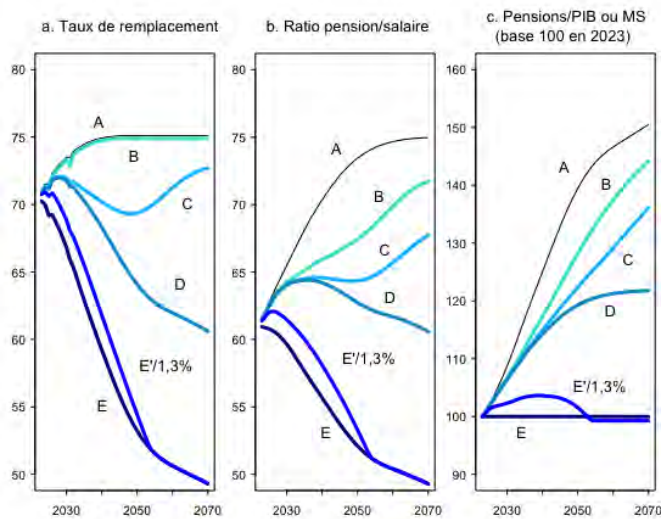 a. Taux de remplacement
b. Ratio pension/salaire
c. Pensions/PIB ou MS
(base 100 en 2023)
80
75
70
65
60
55
50
A
B
C
D
E'/1,3%
E
2030
2050
2070
80
75
70
65
60
55
50
A
B
C
D
E'/1,3%
E
2030
2050
2070
160
150
140
130
120
110
100
90
A
B
C
D
E'/1,3%
E
2030
2050
2070